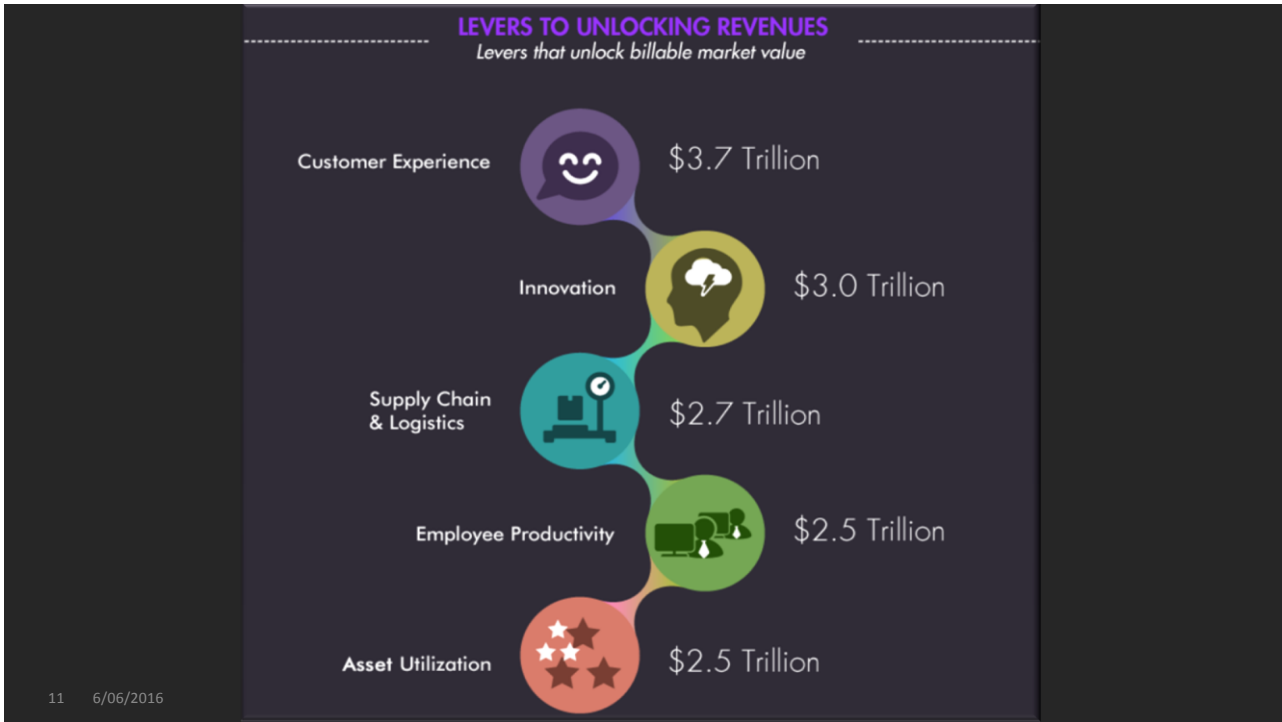 LEVERS TO UNLOCKING REVENUES
Levers that unlock billable market value
Customer Experience
$3.7 Trillion
Innovation
$3.0 Trillion
Supply Chain
& Logistics
$2.7 Trillion
Employee Productivity
$2.5 Trillion
Asset Utilization
$2.5 Trillion
11 6/06/2016